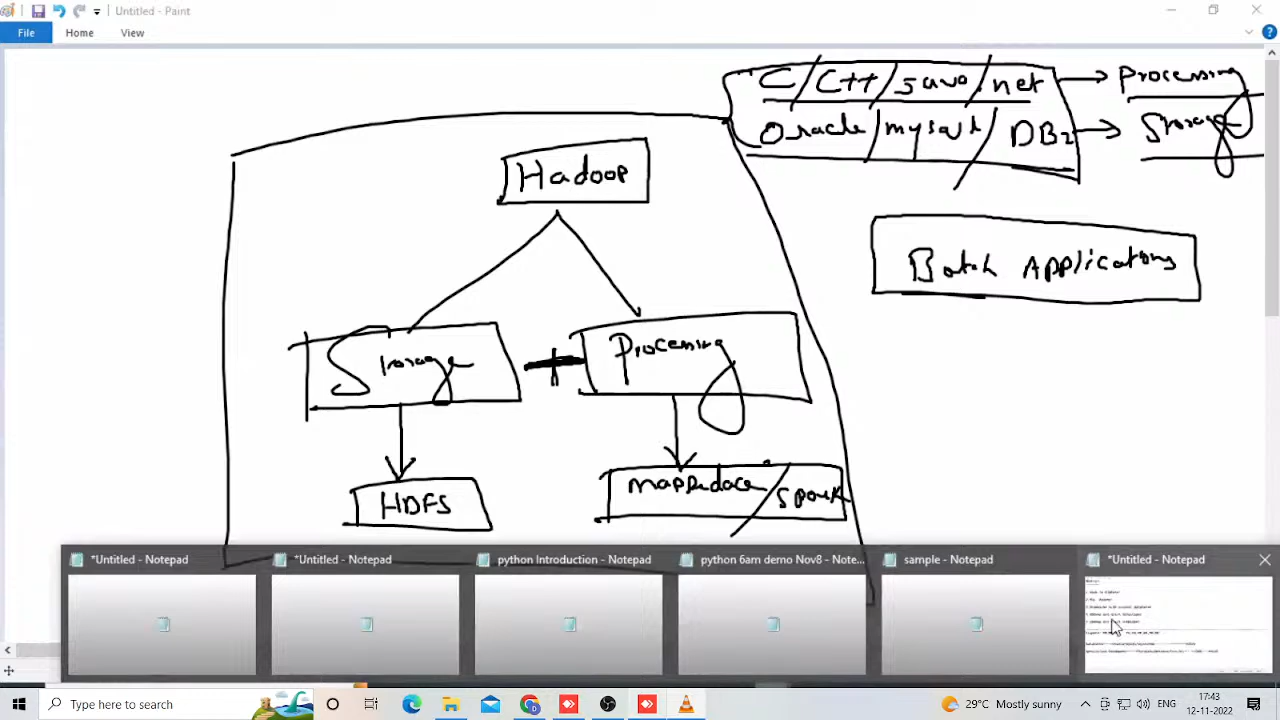 Untitled - Paint
File Home View
C/C++/Java/.net → Processing
Oracle/mysql/DB2 → Storage
Hadoop
Batch Applications
Storage + Processing
HDFS
mapreduce/spark
*Untitled - Notepad
*Untitled - Notepad
python Introduction - Notepad
python 6am demo Nov8 - Note...
sample - Notepad
*Untitled - Notepad
Type here to search
29°C Mostly sunny
ENG
17:43
12-11-2022